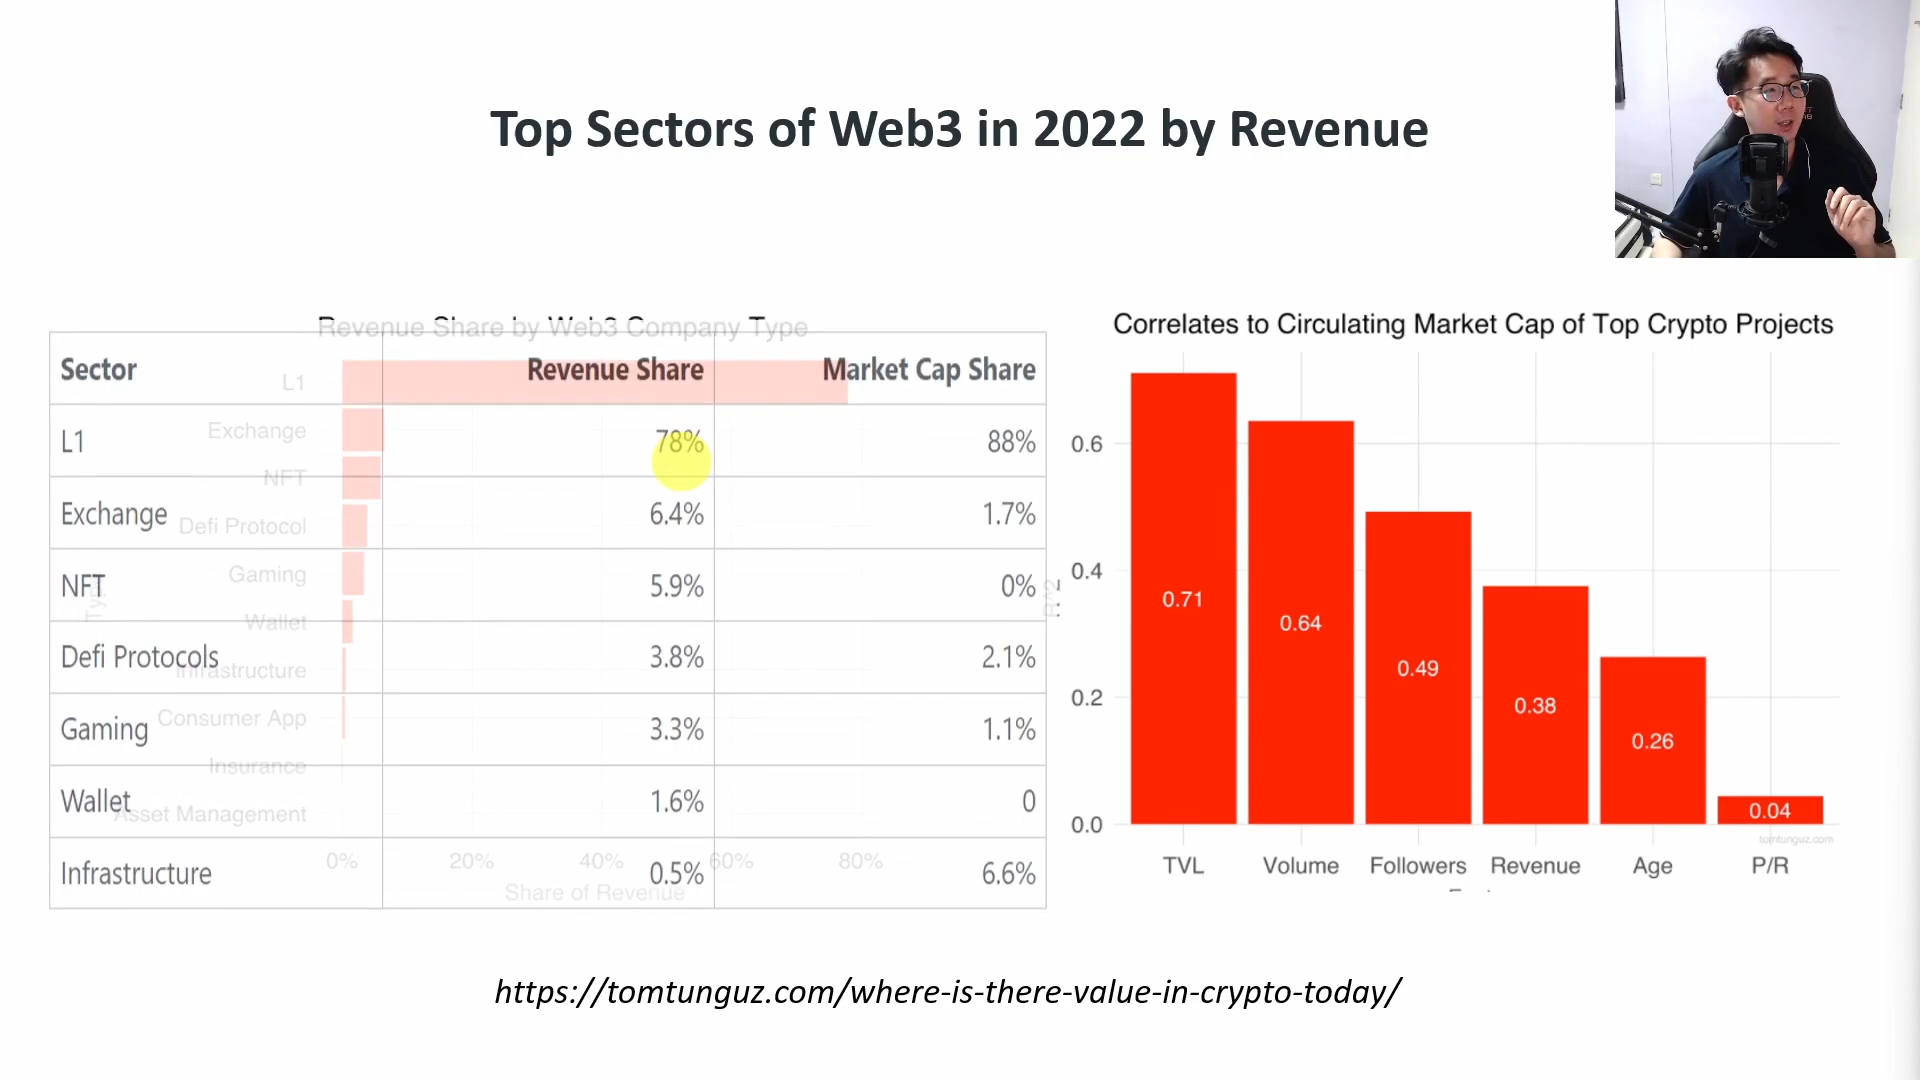 Top Sectors of Web3 in 2022 by Revenue
Revenue Share by Web3 Company Type
Sector Revenue Share Market Cap Share
L1 78% 88%
Exchange 6.4% 1.7%
NFT 5.9% 0%
Defi Protocols 3.8% 2.1%
Gaming 3.3% 1.1%
Wallet 1.6% 0
Infrastructure 0.5% 6.6%
L1
Exchange
NFT
Defi Protocol
Gaming
Wallet
Infrastructure
Consumer App
Insurance
Asset Management
0% 20% 40% 60% 80%
Share of Revenue
Correlates to Circulating Market Cap of Top Crypto Projects
R^2
0.6
0.4
0.2
0.0
0.71
0.64
0.49
0.38
0.26
0.04
tomtunguz.com
TVL Volume Followers Revenue Age P/R
https://tomtunguz.com/where-is-there-value-in-crypto-today/